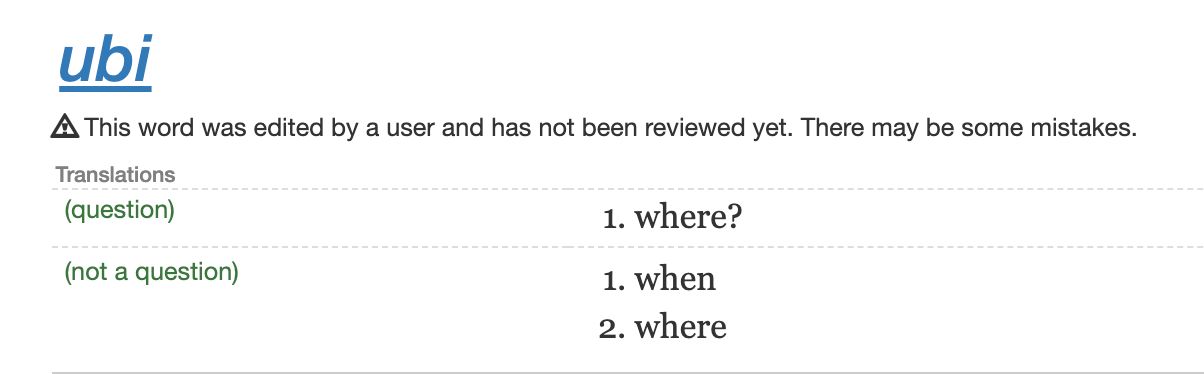 ubi
This word was edited by a user and has not been reviewed yet. There may be some mistakes.
Translations
(question) 1. where?
(not a question) 1. when
2. where